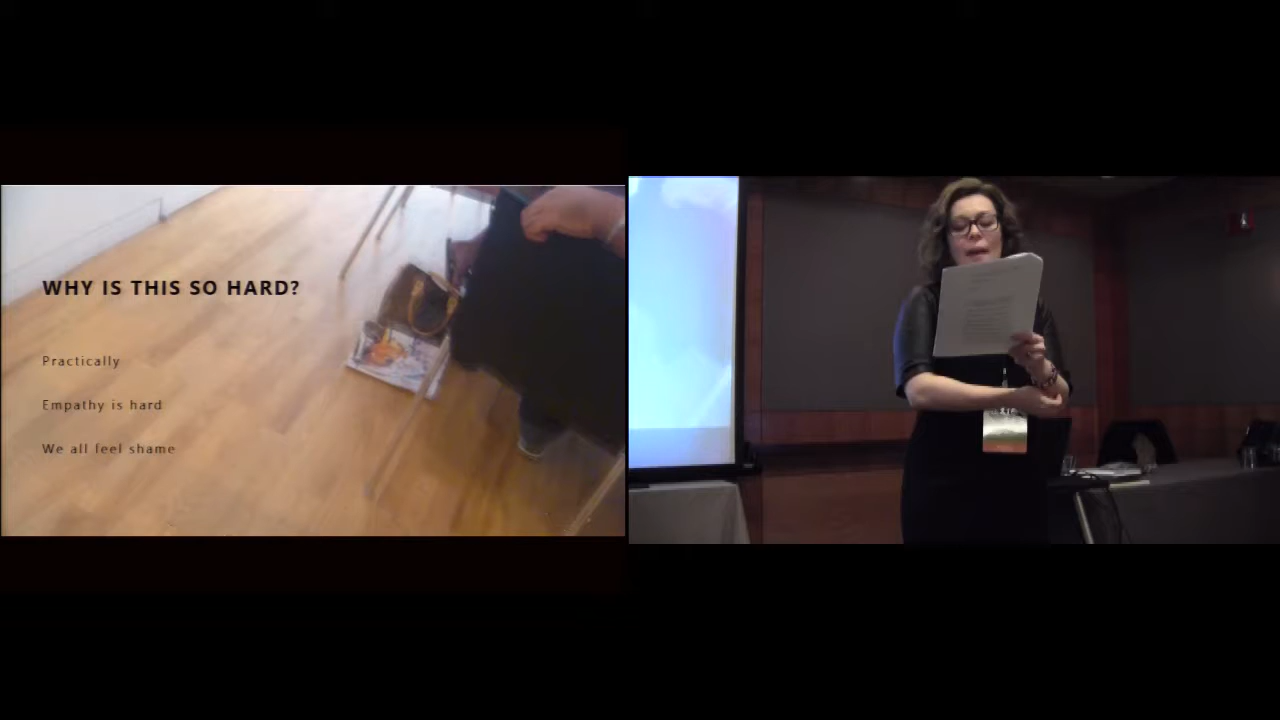 WHY IS THIS SO HARD?
Practically
Empathy is hard
We all feel shame